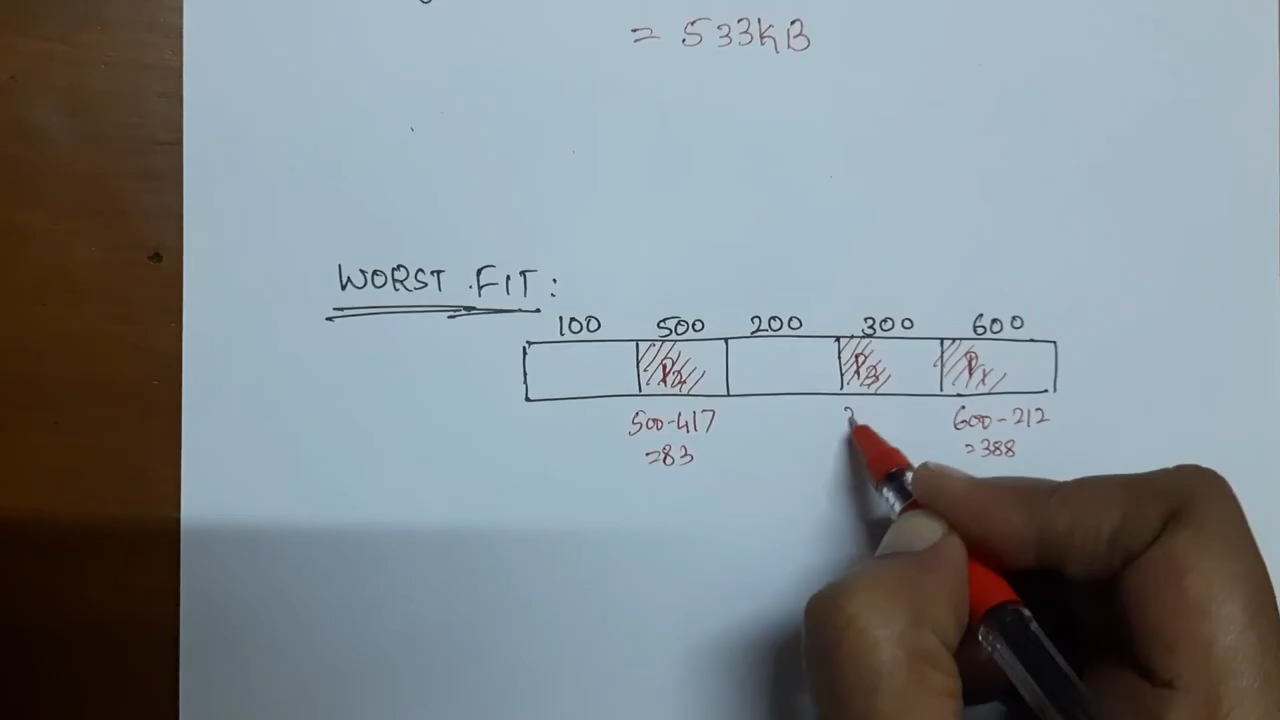 = 533KB
WORST FIT:
100 500 200 300 600
P2 P3 P1
500-417 600-212
=83 =388